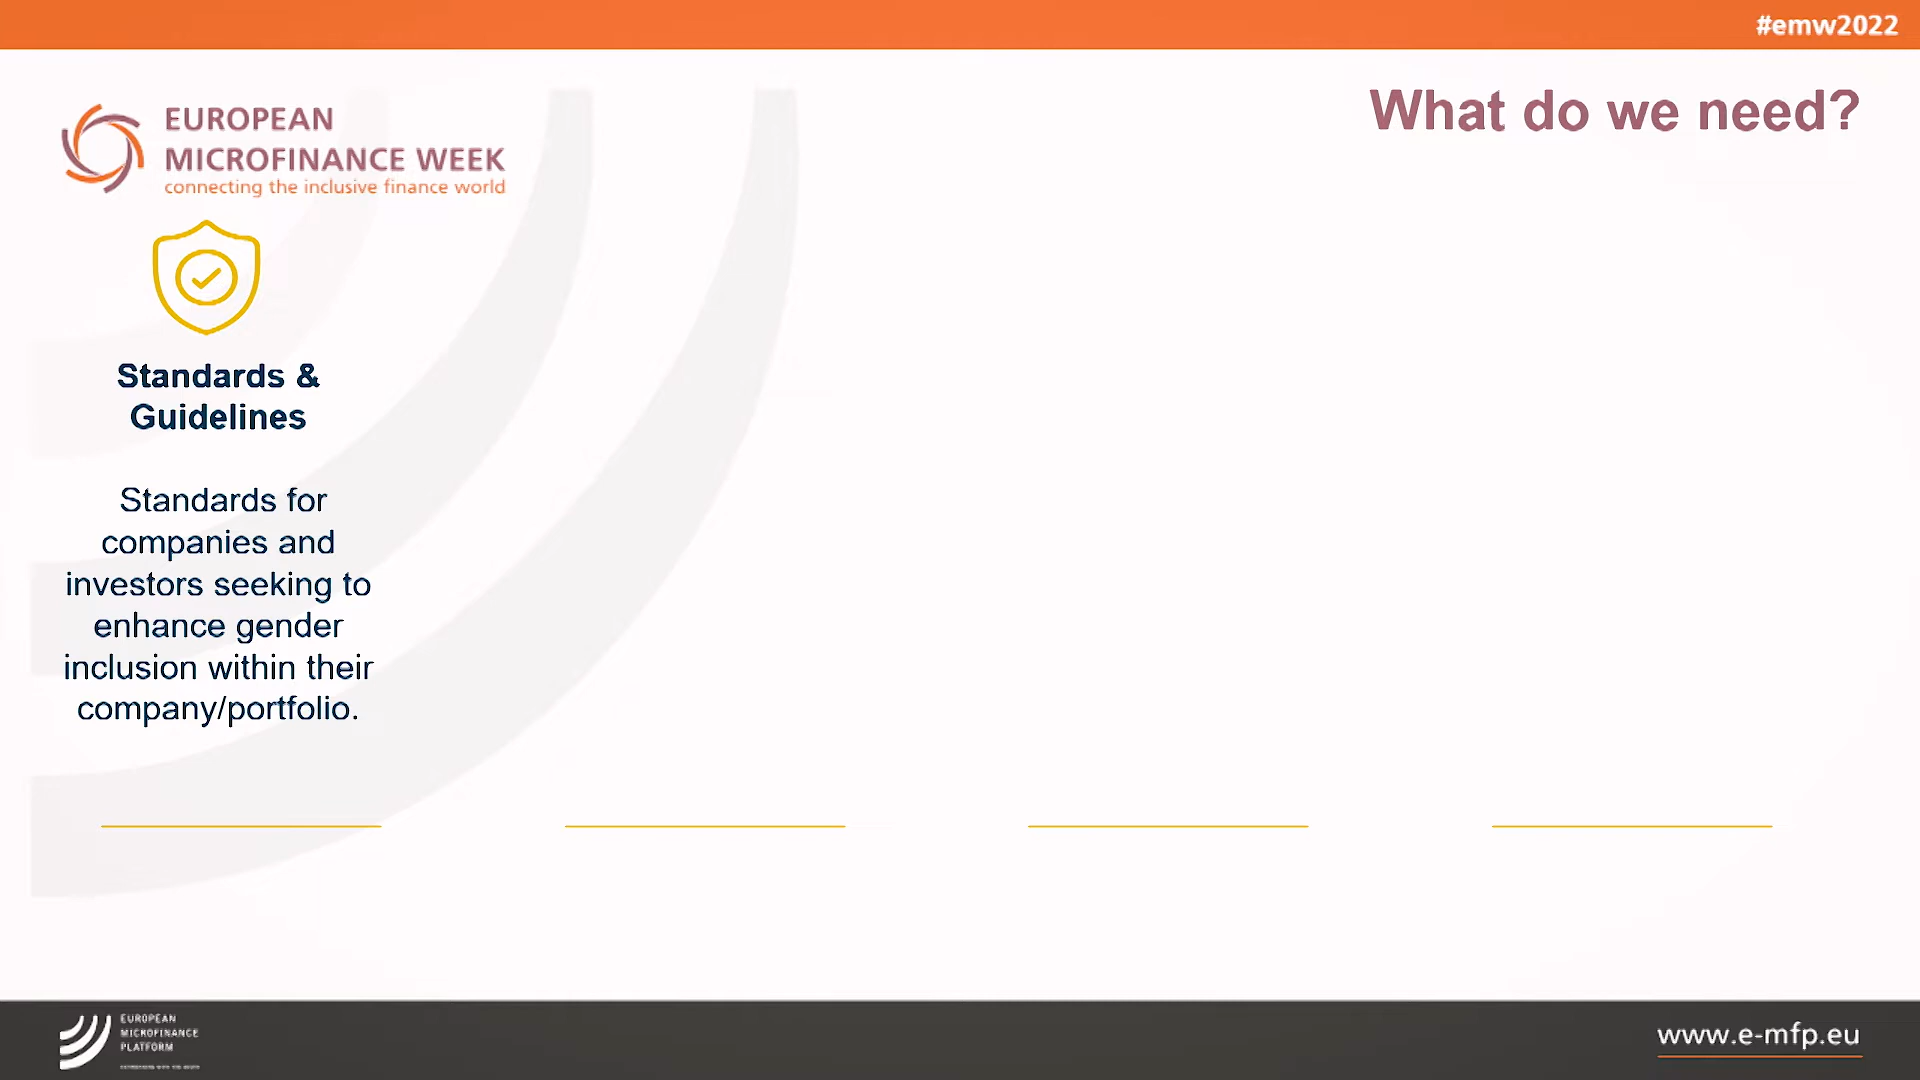 #emw2022
What do we need?
EUROPEAN
MICROFINANCE WEEK
connecting the inclusive finance world
Standards &
Guidelines
Standards for
companies and
investors seeking to
enhance gender
inclusion within their
company/portfolio.
EUROPEAN
MICROFINANCE
PLATFORM
www.e-mfp.eu